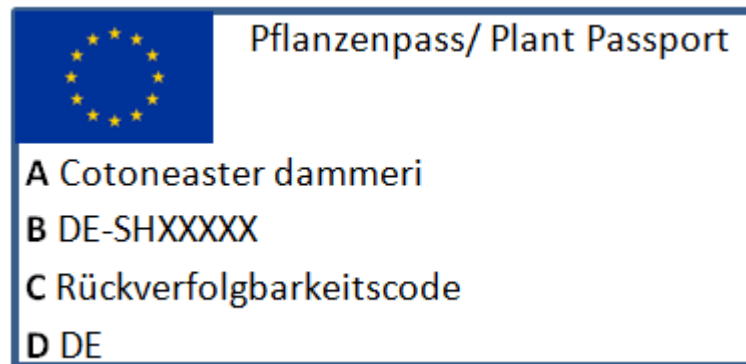 Pflanzenpass/ Plant Passport
A Cotoneaster dammeri
B DE-SHXXXXX
C Rückverfolgbarkeitscode
D DE